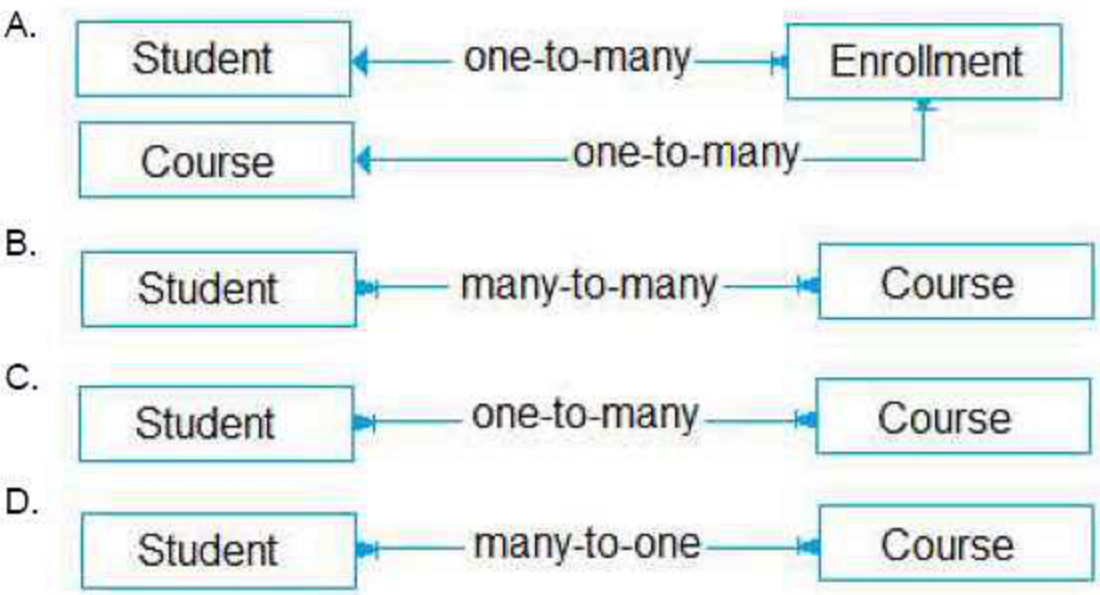 A.
Student one-to-many Enrollment
Course one-to-many
B.
Student many-to-many Course
C.
Student one-to-many Course
D.
Student many-to-one Course